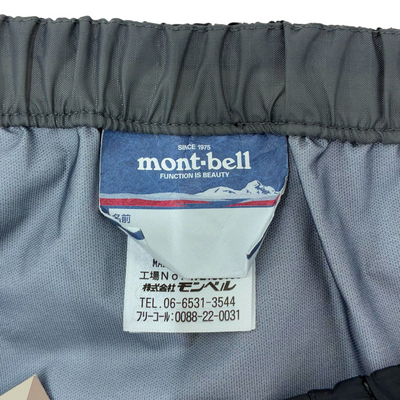 SINCE 1975
mont-bell
FUNCTION IS BEAUTY
名前
工場No
株式会社モンベル
TEL.06-6531-3544
フリーコール:0088-22-0031